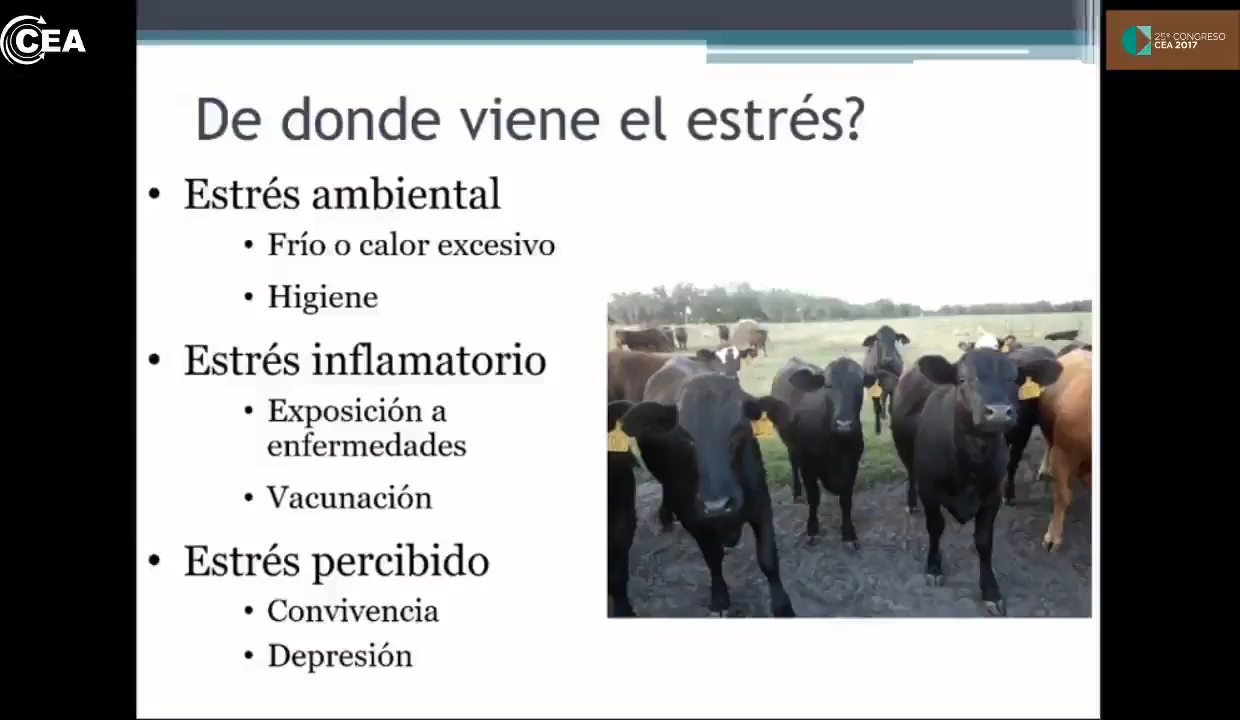 CEA
25º CONGRESO
CEA 2017
De donde viene el estrés?
• Estrés ambiental
• Frío o calor excesivo
• Higiene
• Estrés inflamatorio
• Exposición a
enfermedades
• Vacunación
• Estrés percibido
• Convivencia
• Depresión